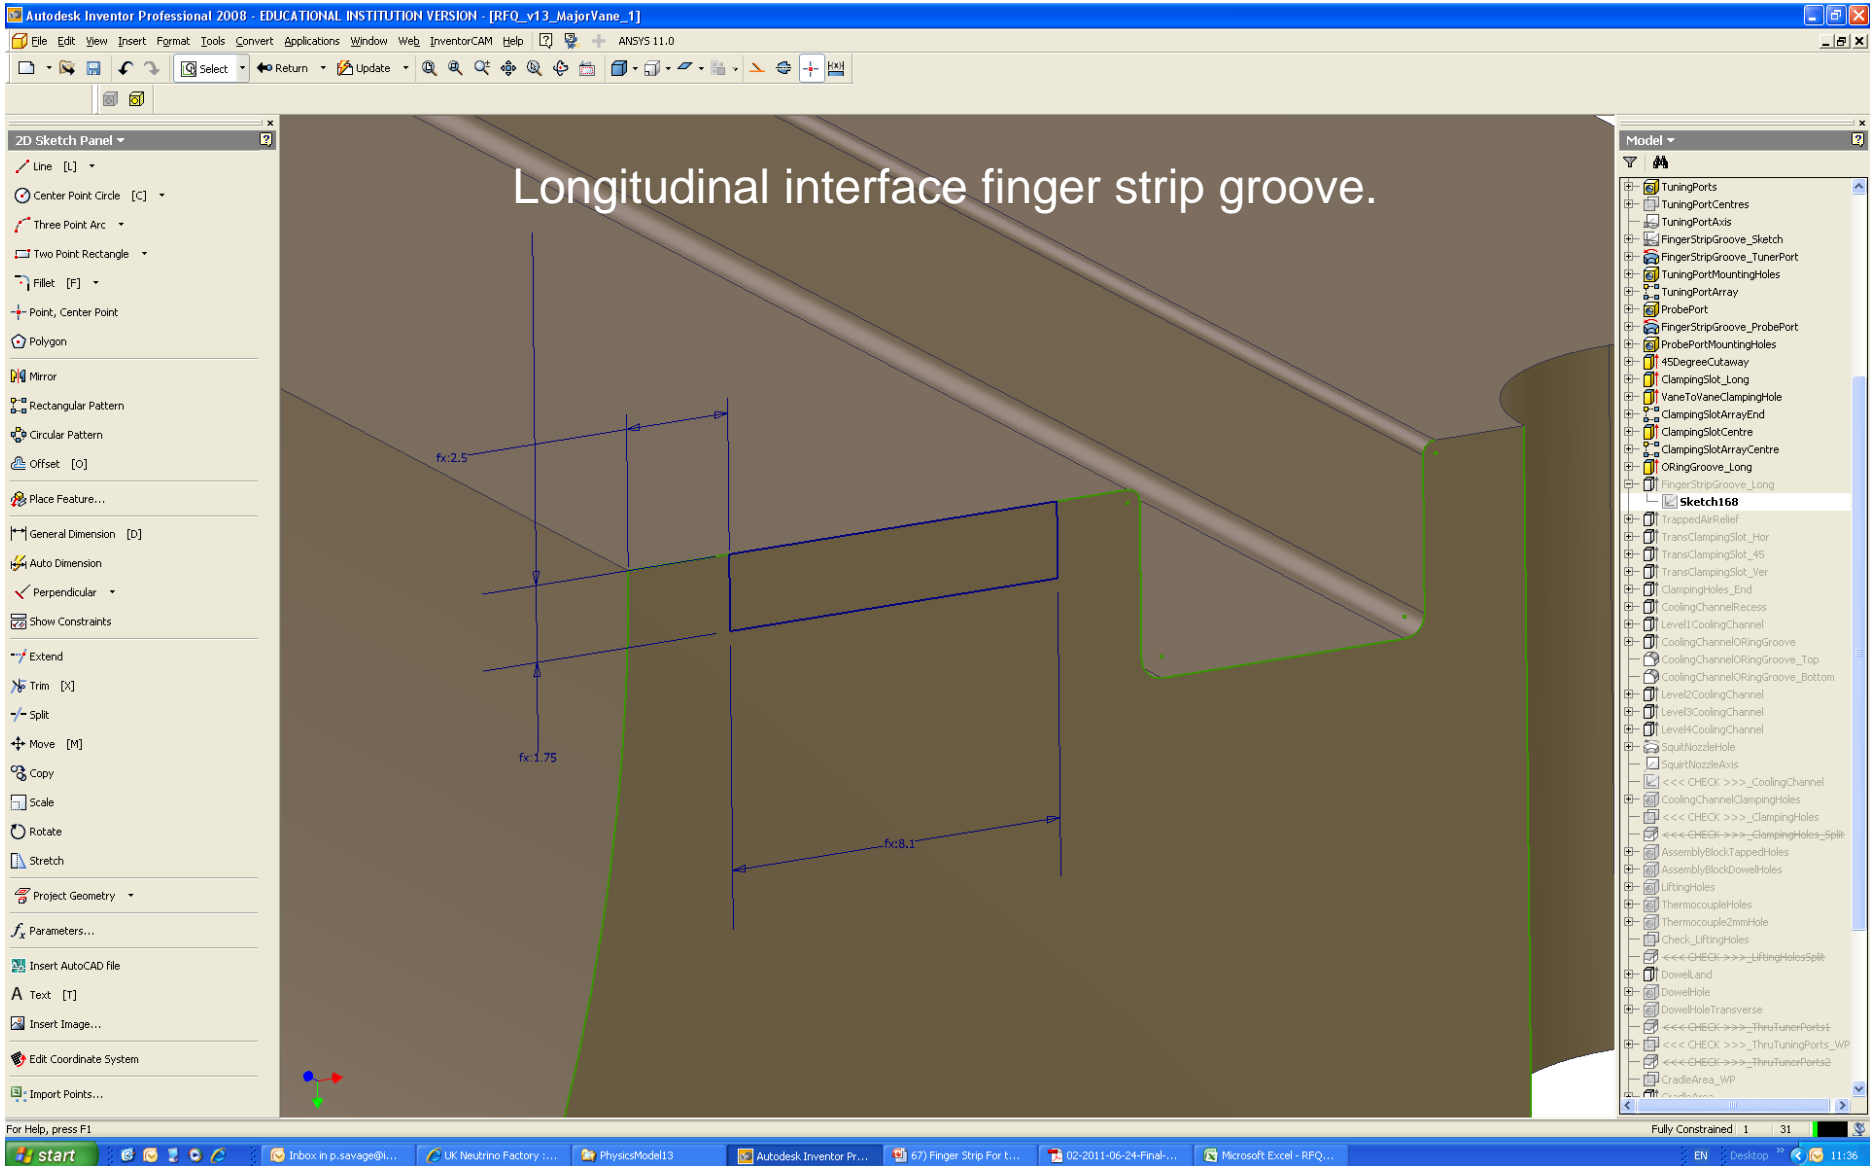 Autodesk Inventor Professional 2008 - EDUCATIONAL INSTITUTION VERSION - [RFQ_v13_MajorVane_1]
File Edit View Insert Format Tools Convert Applications Window Web InventorCAM Help ANSYS 11.0
Select Return Update
2D Sketch Panel
Line [L]
Center Point Circle [C]
Three Point Arc
Two Point Rectangle
Fillet [F]
Point, Center Point
Polygon
Mirror
Rectangular Pattern
Circular Pattern
Offset [O]
Place Feature...
General Dimension [D]
Auto Dimension
Perpendicular
Show Constraints
Extend
Trim [X]
Split
Move [M]
Copy
Scale
Rotate
Stretch
Project Geometry
Parameters...
Insert AutoCAD file
Text [T]
Insert Image...
Edit Coordinate System
Import Points...
Longitudinal interface finger strip groove.
fx:2.5
fx:1.75
fx:8.1
Model
TuningPorts
TuningPortCentres
TuningPortAxis
FingerStripGroove_Sketch
FingerStripGroove_TunerPort
TuningPortMountingHoles
TuningPortArray
ProbePort
FingerStripGroove_ProbePort
ProbePortMountingHoles
45DegreeCutaway
ClampingSlot_Long
VaneToVaneClampingHole
ClampingSlotArrayEnd
ClampingSlotCentre
ClampingSlotArrayCentre
ORingGroove_Long
FingerStripGroove_Long
Sketch168
TrappedAirRelief
TransClampingSlot_Hor
TransClampingSlot_45
TransClampingSlot_Ver
ClampingHoles_End
CoolingChannelRecess
Level1CoolingChannel
CoolingChannelORingGroove
CoolingChannelORingGroove_Top
CoolingChannelORingGroove_Bottom
Level2CoolingChannel
Level3CoolingChannel
Level4CoolingChannel
SquitNozzleHole
SquirtNozzleAxis
<<< CHECK >>>_CoolingChannel
CoolingChannelClampingHoles
<<< CHECK >>>_ClampingHoles
<<< CHECK >>>_ClampingHoles_Split
AssemblyBlockTappedHoles
AssemblyBlockDowelHoles
LiftingHoles
ThermocoupleHoles
Thermocouple2mmHole
Check_LiftingHoles
<<< CHECK >>>_LiftingHolesSplit
DowelLand
DowelHole
DowelHoleTransverse
<<< CHECK >>>_ThruTunerPorts1
<<< CHECK >>>_ThruTuningPorts_WP
<<< CHECK >>>_ThruTunerPorts2
CradleArea_WP
CradleArea
For Help, press F1
Fully Constrained 1 31
start
Inbox in p.savage@i...
UK Neutrino Factory :...
PhysicsModel13
Autodesk Inventor Pr...
67) Finger Strip For t...
02-2011-06-24-Final-...
Microsoft Excel - RFQ...
EN Desktop 11:36